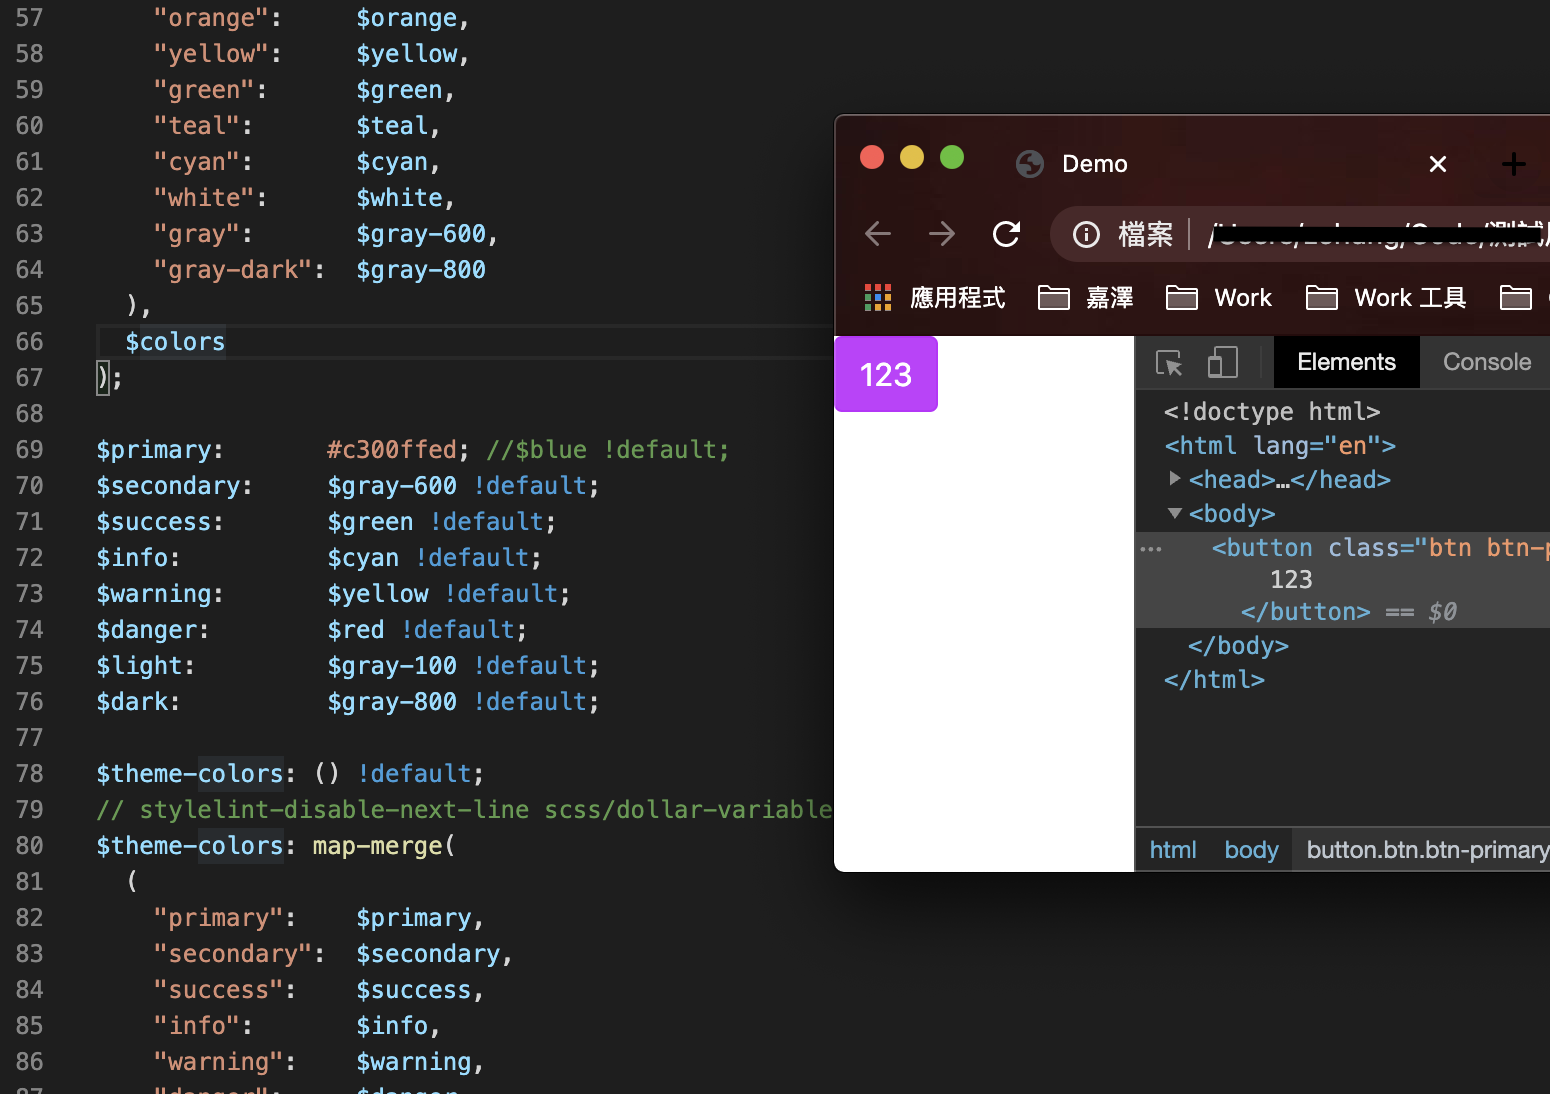 57 "orange": $orange,
58 "yellow": $yellow,
59 "green": $green,
60 "teal": $teal,
61 "cyan": $cyan,
62 "white": $white,
63 "gray": $gray-600,
64 "gray-dark": $gray-800
65 ),
66 $colors
67 );
68
69 $primary: #c300ffed; //$blue !default;
70 $secondary: $gray-600 !default;
71 $success: $green !default;
72 $info: $cyan !default;
73 $warning: $yellow !default;
74 $danger: $red !default;
75 $light: $gray-100 !default;
76 $dark: $gray-800 !default;
77
78 $theme-colors: () !default;
79 // stylelint-disable-next-line scss/dollar-variable
80 $theme-colors: map-merge(
81 (
82 "primary": $primary,
83 "secondary": $secondary,
84 "success": $success,
85 "info": $info,
86 "warning": $warning,
87 "danger": $danger
Demo
檔案
應用程式 嘉澤 Work Work 工具
123
Elements Console
<!doctype html>
<html lang="en">
<head>…</head>
<body>
<button class="btn btn-p
123
</button> == $0
</body>
</html>
html body button.btn.btn-primary